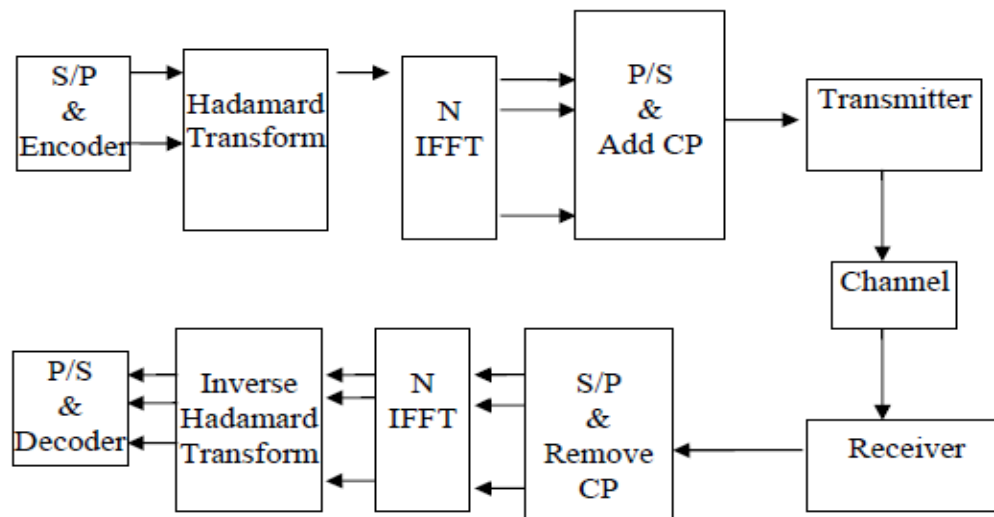 S/P
&
Encoder
Hadamard
Transform
N
IFFT
P/S
&
Add CP
Transmitter
Channel
Receiver
S/P
&
Remove
CP
N
IFFT
Inverse
Hadamard
Transform
P/S
&
Decoder